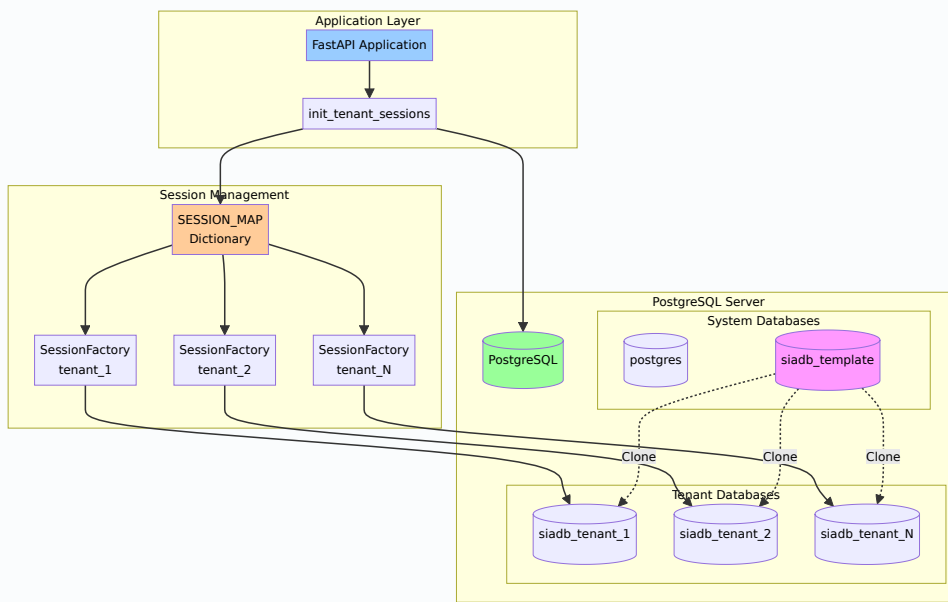 Application Layer
FastAPI Application
init_tenant_sessions
Session Management
SESSION_MAP
Dictionary
SessionFactory
tenant_1
SessionFactory
tenant_2
SessionFactory
tenant_N
PostgreSQL Server
System Databases
PostgreSQL
postgres
siadb_template
Clone
Clone
Clone
Tenant Databases
siadb_tenant_1
siadb_tenant_2
siadb_tenant_N